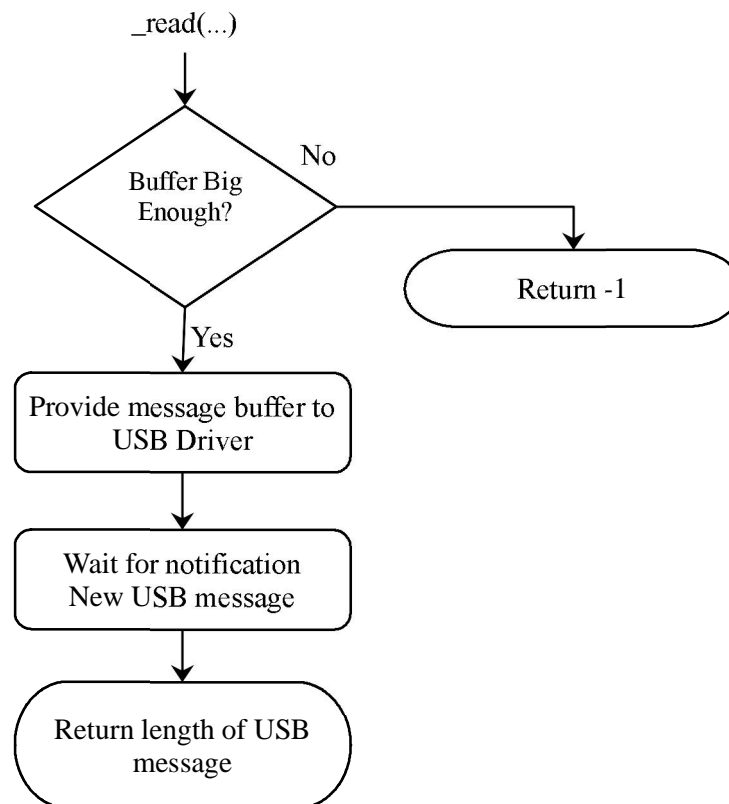 _read(...)
No
Buffer Big
Enough?
Return -1
Yes
Provide message buffer to
USB Driver
Wait for notification
New USB message
Return length of USB
message